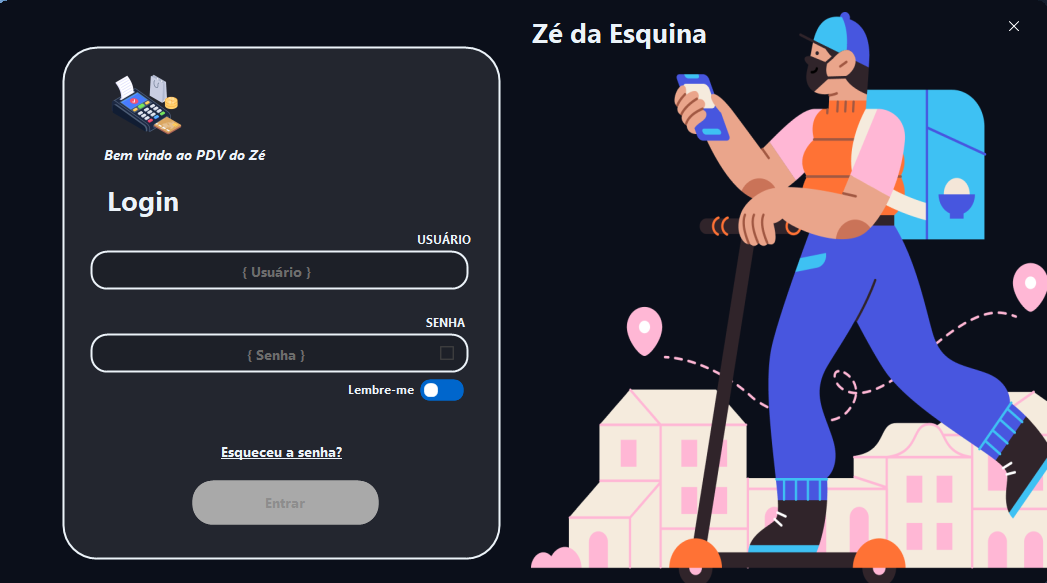 Zé da Esquina
Bem vindo ao PDV do Zé
Login
USUÁRIO
{ Usuário }
SENHA
{ Senha }
Lembre-me
Esqueceu a senha?
Entrar